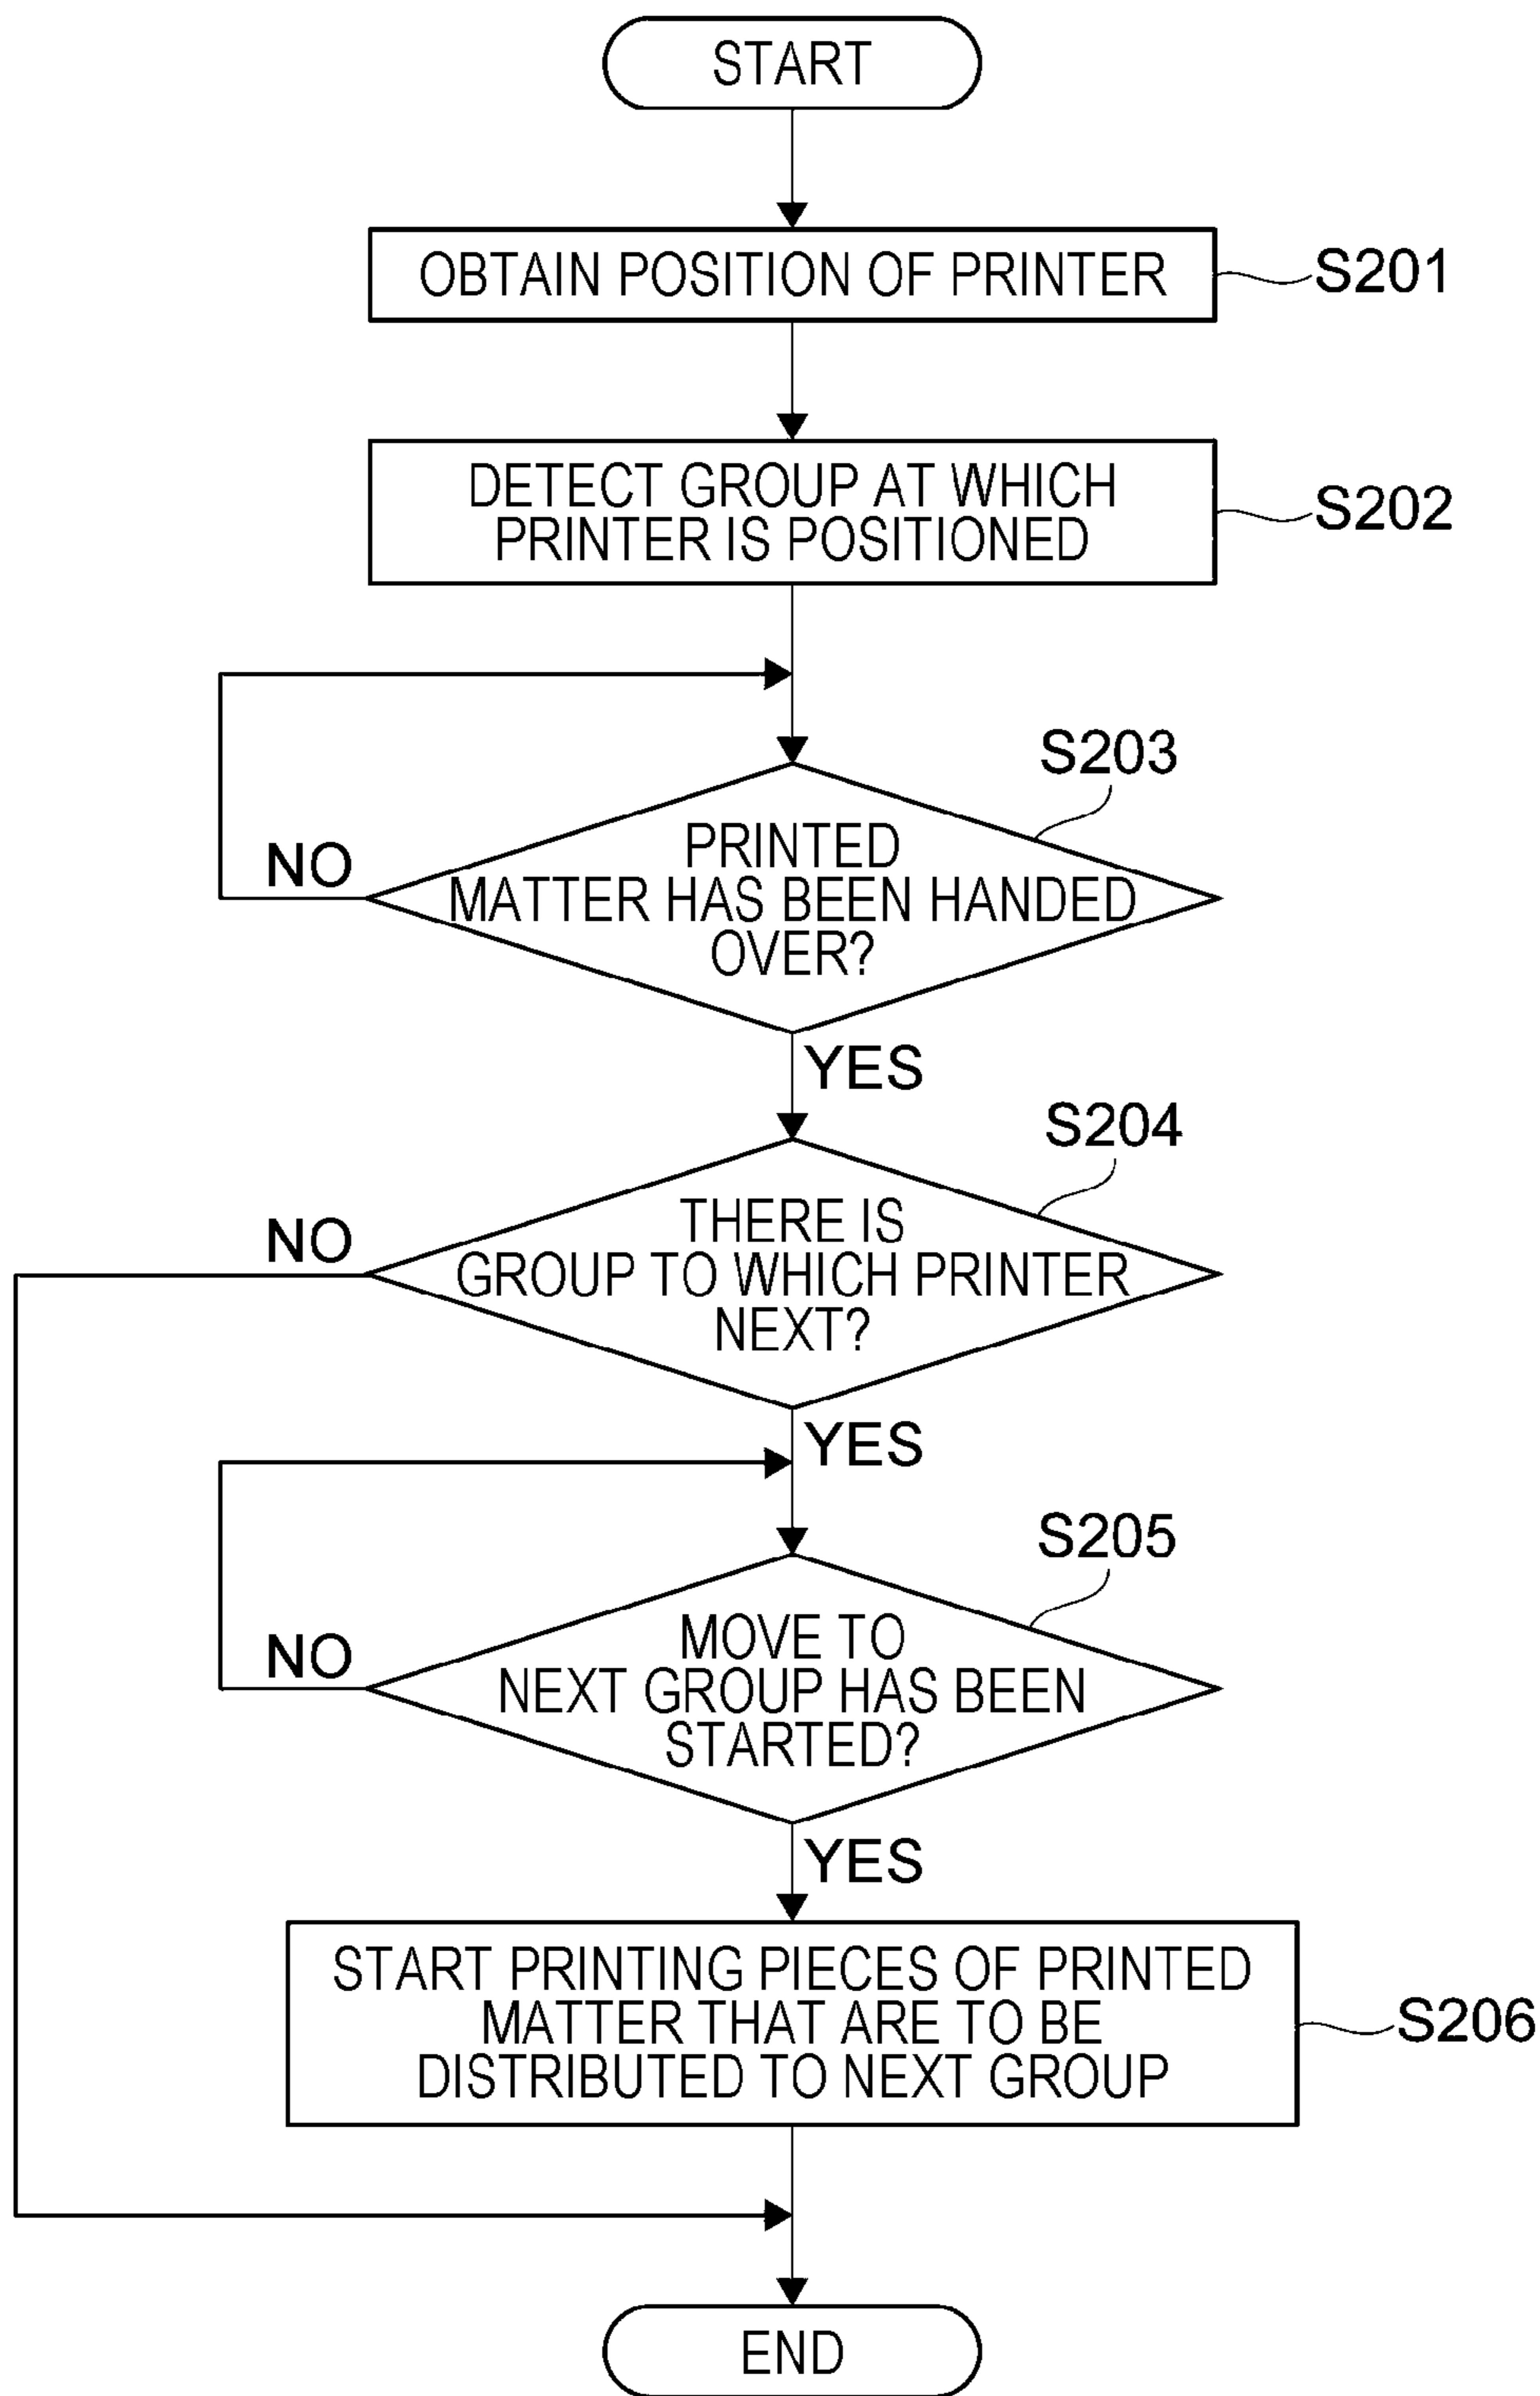 START
OBTAIN POSITION OF PRINTER
S201
DETECT GROUP AT WHICH
PRINTER IS POSITIONED
S202
S203
PRINTED
MATTER HAS BEEN HANDED
OVER?
NO
YES
S204
THERE IS
GROUP TO WHICH PRINTER
NEXT?
NO
YES
S205
MOVE TO
NEXT GROUP HAS BEEN
STARTED?
NO
YES
START PRINTING PIECES OF PRINTED
MATTER THAT ARE TO BE
DISTRIBUTED TO NEXT GROUP
S206
END